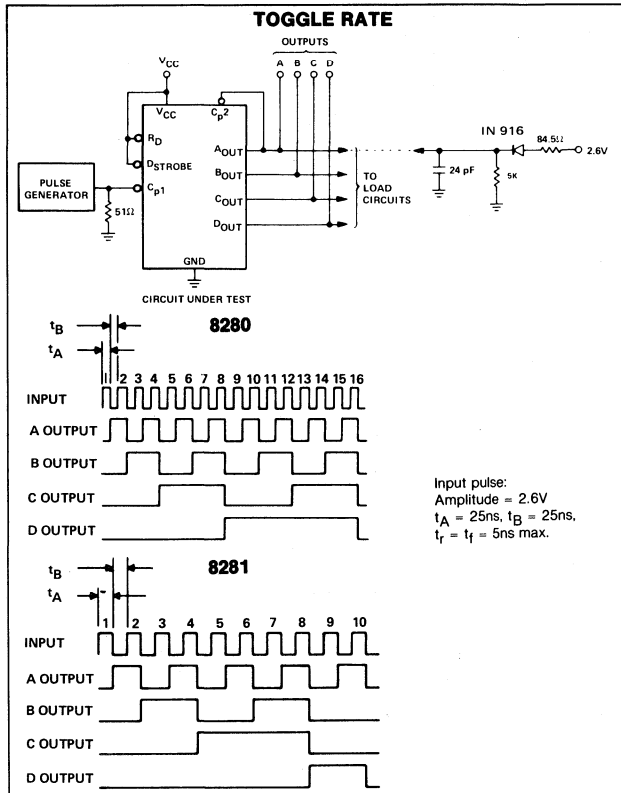 TOGGLE RATE
OUTPUTS
A B C D
VCC
VCC
Cp2
RD
DSTROBE
Cp1
PULSE
GENERATOR
51Ω
AOUT
BOUT
COUT
DOUT
GND
TO
LOAD
CIRCUITS
24 pF
IN 916
84.5Ω
2.6V
5K
CIRCUIT UNDER TEST
8280
tB
tA
1 2 3 4 5 6 7 8 9 10 11 12 13 14 15 16
INPUT
A OUTPUT
B OUTPUT
C OUTPUT
D OUTPUT
Input pulse:
Amplitude = 2.6V
tA = 25ns, tB = 25ns,
tr = tf = 5ns max.
8281
tB
tA
1 2 3 4 5 6 7 8 9 10
INPUT
A OUTPUT
B OUTPUT
C OUTPUT
D OUTPUT